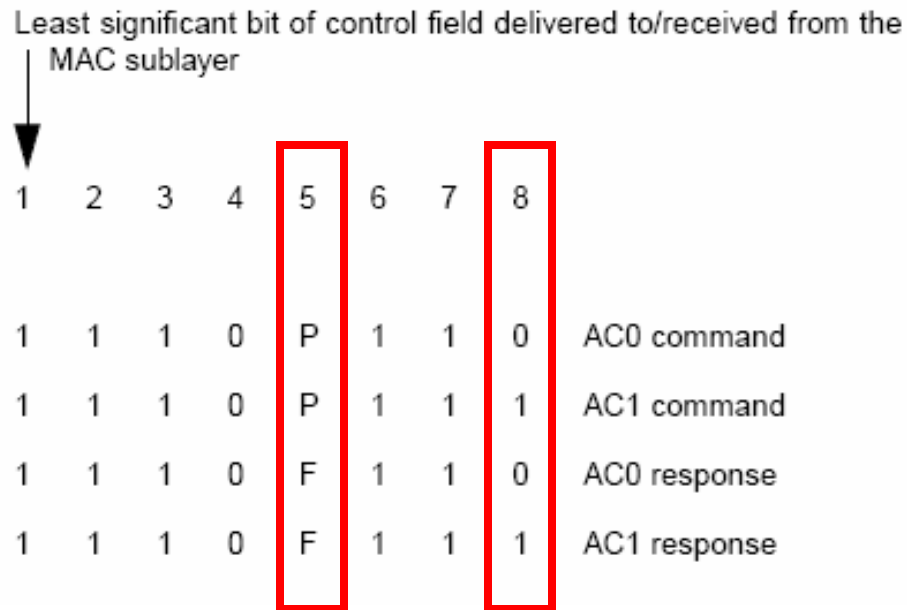 Least significant bit of control field delivered to/received from the
MAC sublayer
1 2 3 4 5 6 7 8
1 1 1 0 P 1 1 0 AC0 command
1 1 1 0 P 1 1 1 AC1 command
1 1 1 0 F 1 1 0 AC0 response
1 1 1 0 F 1 1 1 AC1 response